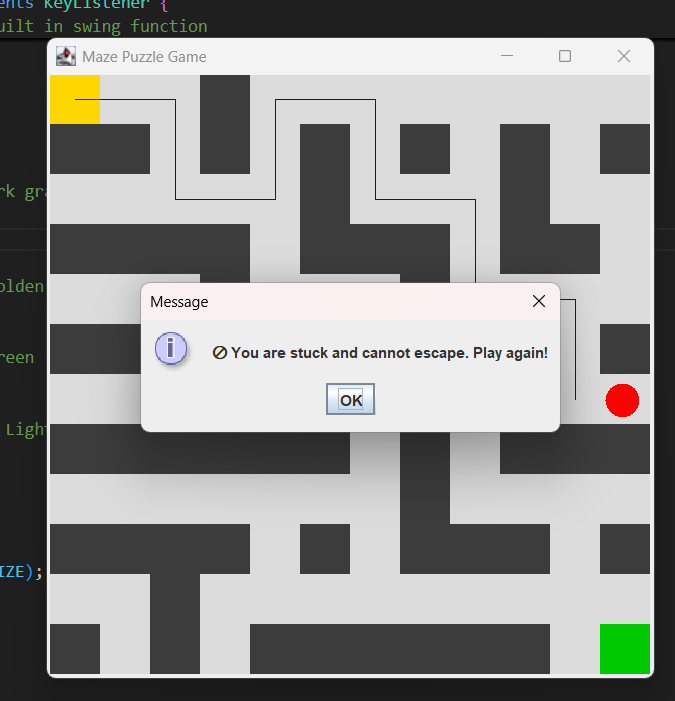 ents KeyListener {
uilt in swing function
Maze Puzzle Game
rk gra
olden
Message
You are stuck and cannot escape. Play again!
reen
OK
Light
IZE);